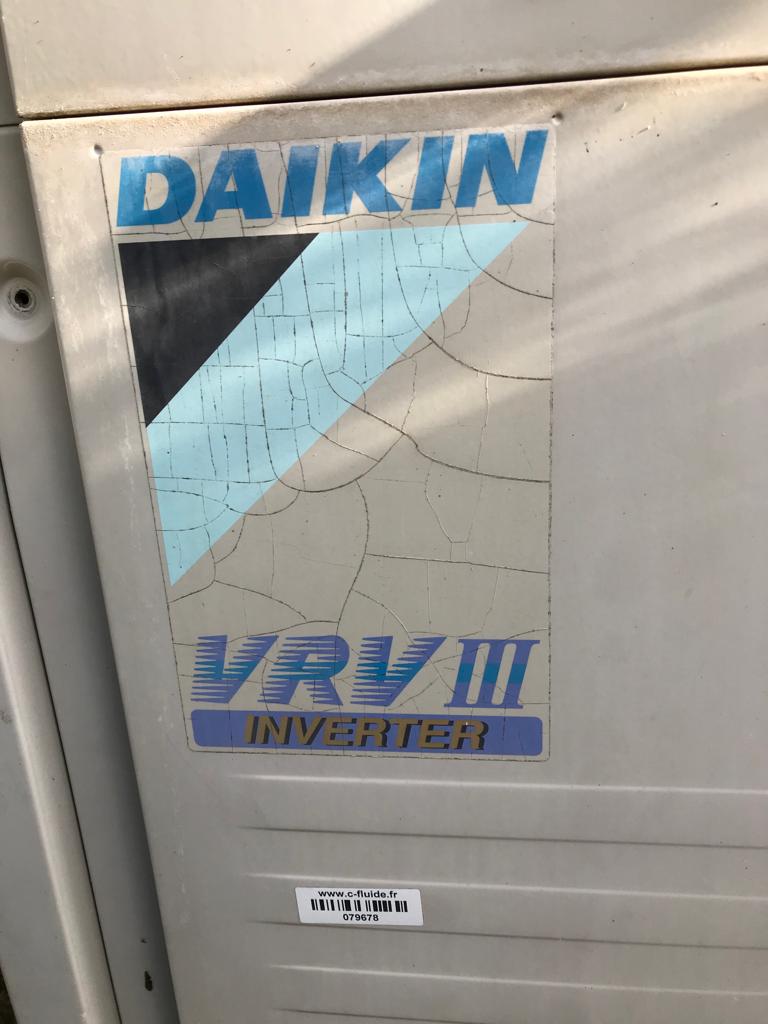 DAIKIN
VRV III
INVERTER
www.c-fluide.fr
079678